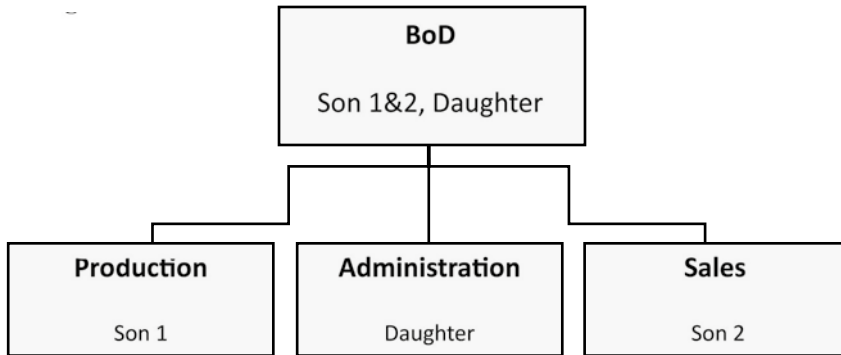 BoD
Son 1&2, Daughter
Production
Son 1
Administration
Daughter
Sales
Son 2